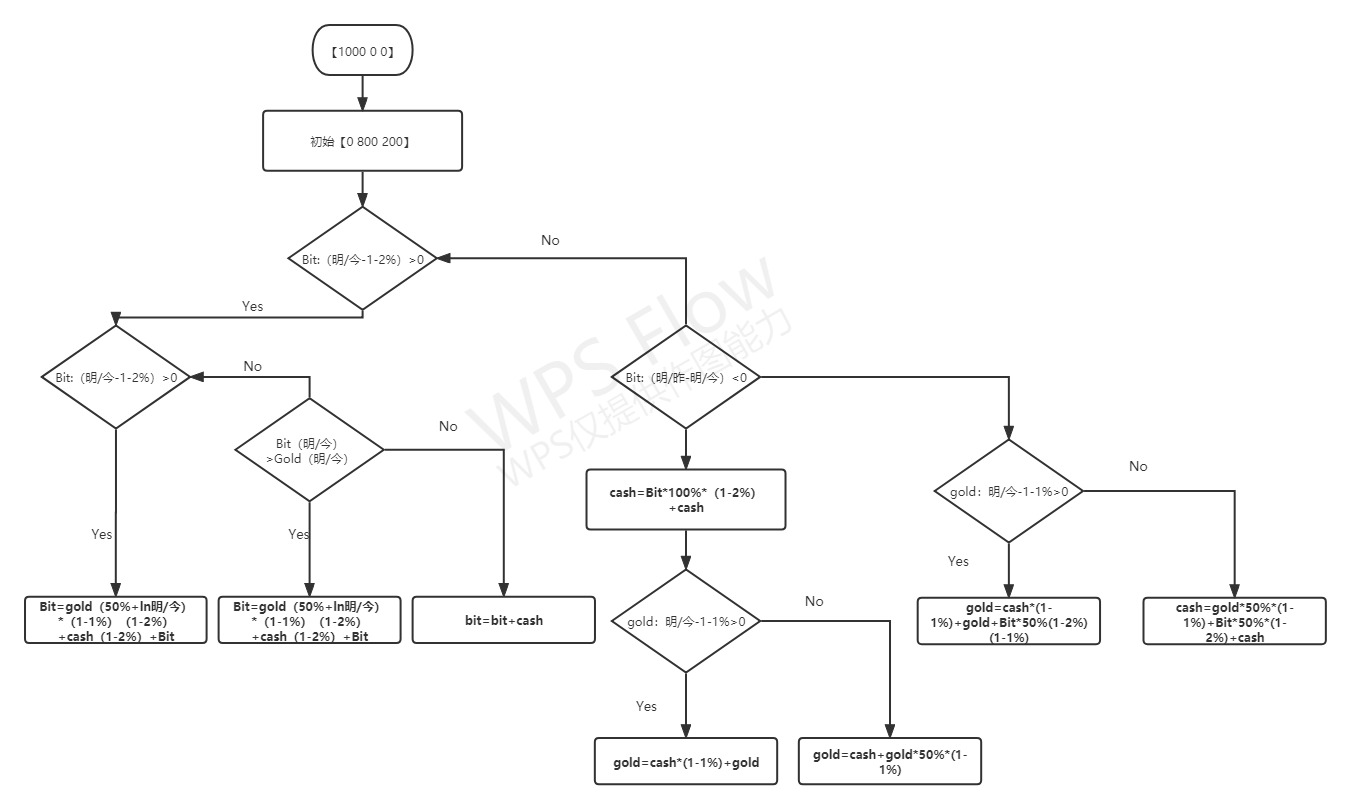 【1000 0 0】
初始【0 800 200】
Bit:（明/今-1-2%）>0
No
Yes
Bit:（明/今-1-2%）>0
No
Bit（明/今）
>Gold（明/今）
No
Yes
Yes
Bit=gold（50%+ln明/今）
*（1-1%）（1-2%）
+cash（1-2%）+Bit
Bit=gold（50%+ln明/今）
*（1-1%）（1-2%）
+cash（1-2%）+Bit
bit=bit+cash
Bit:（明/昨-明/今）<0
cash=Bit*100%*（1-2%）
+cash
gold：明/今-1-1%>0
No
Yes
gold=cash*(1-1%)+gold
gold=cash+gold*50%*(1-
1%)
gold：明/今-1-1%>0
No
Yes
gold=cash*(1-
1%)+gold+Bit*50%(1-2%)
(1-1%)
cash=gold*50%*(1-
1%)+Bit*50%*(1-
2%)+cash
WPS Flow
WPS仅提供作图能力